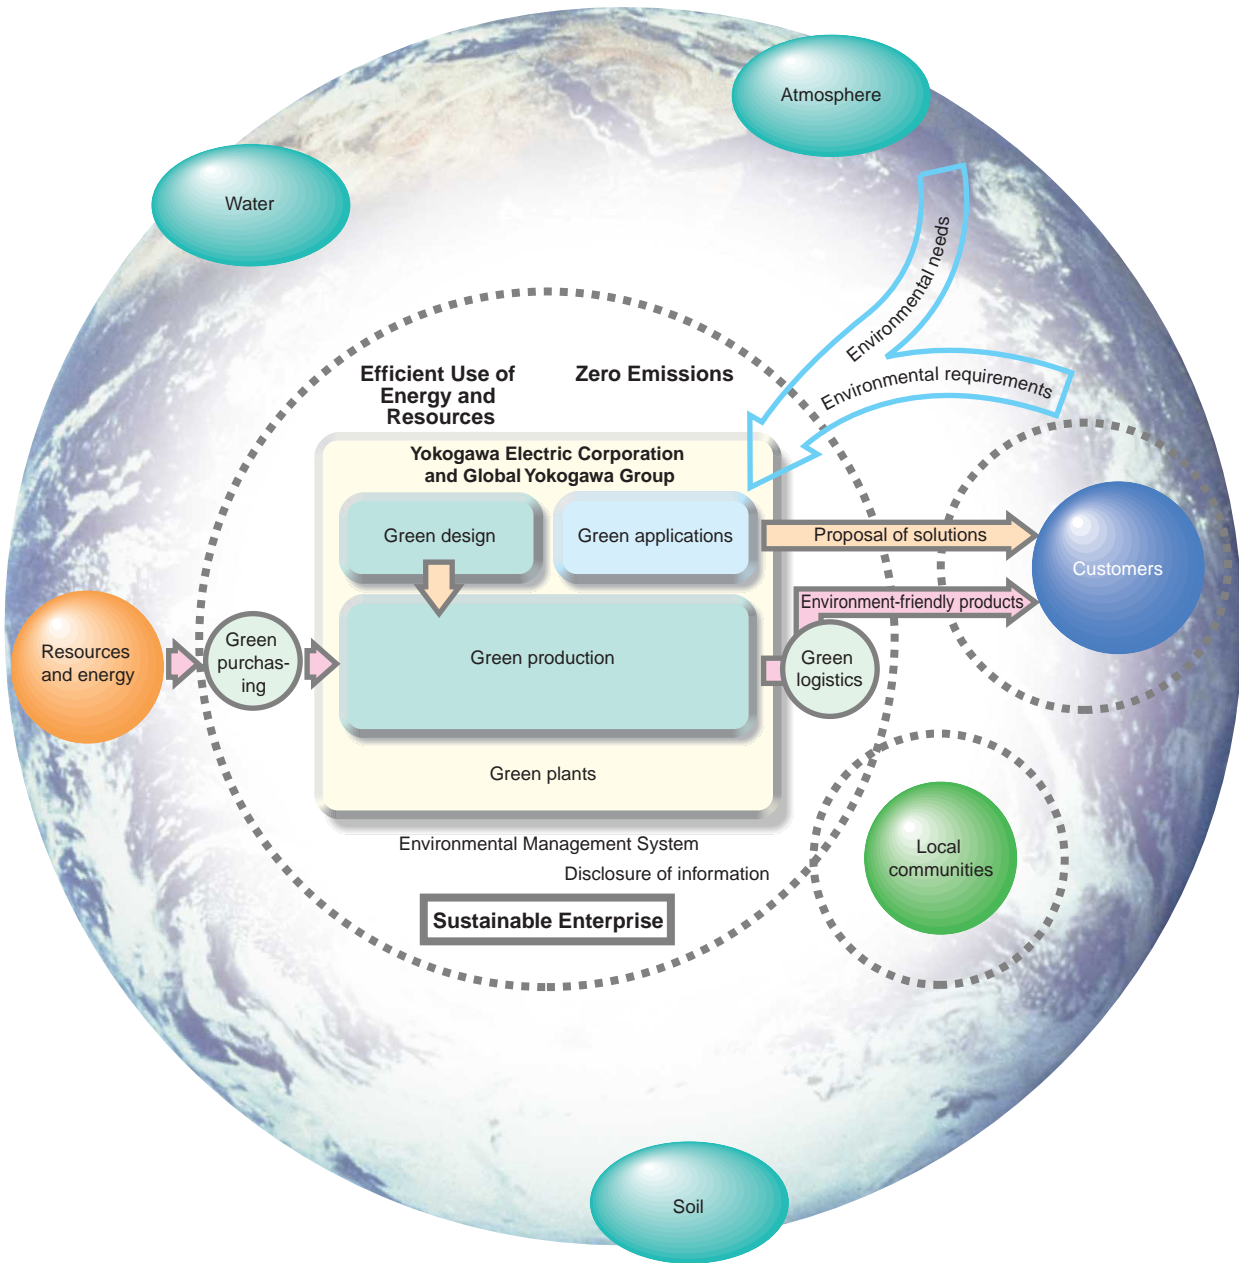 Atmosphere
Water
Environmental needs
Environmental requirements
Efficient Use of
Energy and
Resources
Zero Emissions
Yokogawa Electric Corporation
and Global Yokogawa Group
Green design
Green applications
Proposal of solutions
Customers
Environment-friendly products
Resources
and energy
Green
purchas-
ing
Green production
Green
logistics
Green plants
Environmental Management System
Disclosure of information
Local
communities
Sustainable Enterprise
Soil